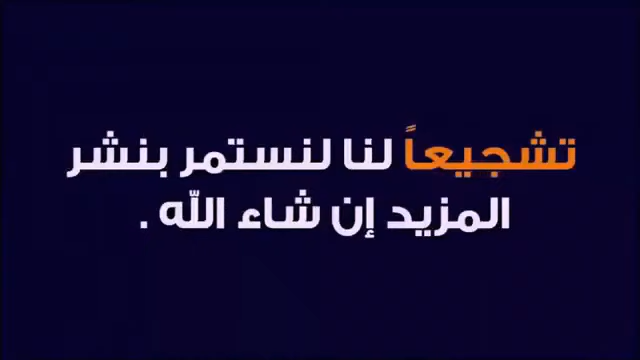 تشجيعاً لنا لنستمر بنشر
المزيد إن شاء الله .